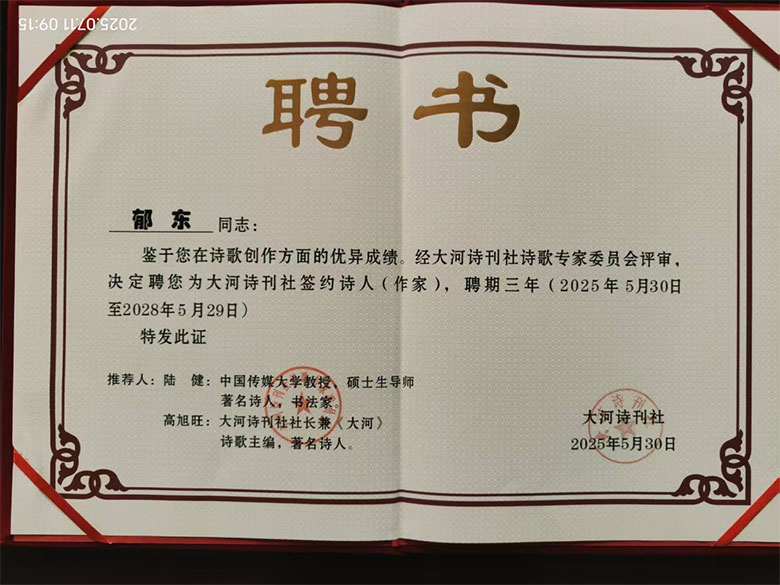 2025.07.11 09:15
聘书
郁东 同志：
鉴于您在诗歌创作方面的优异成绩。经大河诗刊社诗歌专家委员会评审，
决定聘您为大河诗刊社签约诗人（作家），聘期三年（2025年5月30日
至2028年5月29日）
特发此证
推荐人：陆 健：中国传媒大学教授，硕士生导师
著名诗人，书法家。
高旭旺：大河诗刊社社长兼《大河》
诗歌主编，著名诗人。
大河诗刊社
2025年5月30日